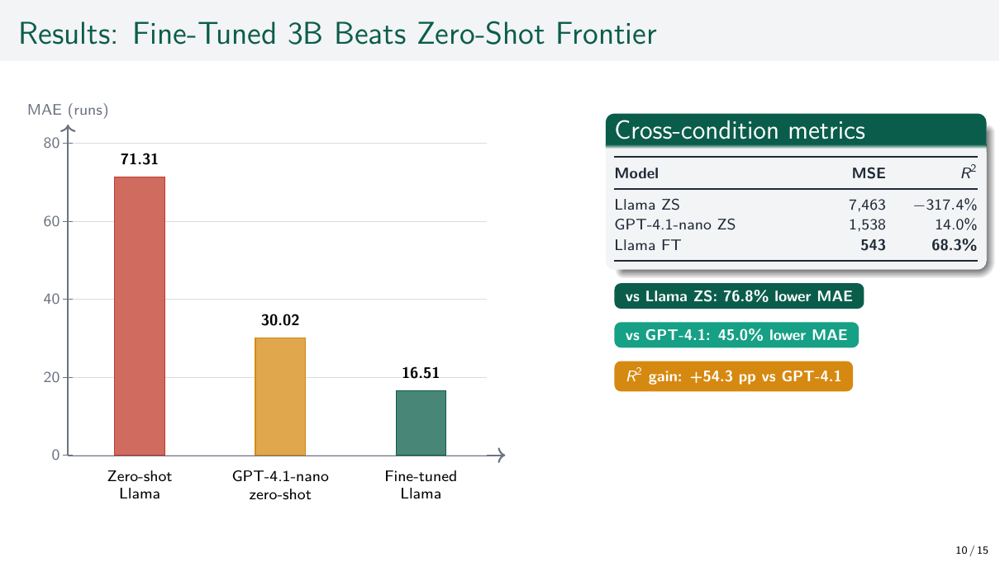 Results: Fine-Tuned 3B Beats Zero-Shot Frontier
MAE (runs)
80
60
40
20
0
71.31
30.02
16.51
Zero-shot
Llama
GPT-4.1-nano
zero-shot
Fine-tuned
Llama
Cross-condition metrics
Model MSE R²
Llama ZS 7,463 −317.4%
GPT-4.1-nano ZS 1,538 14.0%
Llama FT 543 68.3%
vs Llama ZS: 76.8% lower MAE
vs GPT-4.1: 45.0% lower MAE
R² gain: +54.3 pp vs GPT-4.1
10 / 15